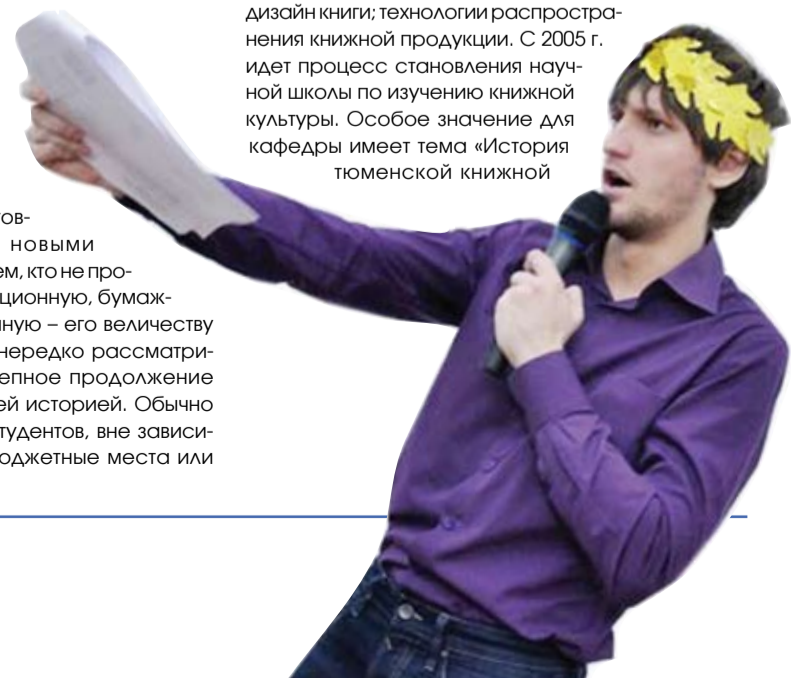 тов-
новыми
ем, кто не про-
ционную, бумаж-
ную – его величеству
нередко рассматри-
епное продолжение
ей историей. Обычно
тудентов, вне зависи-
юджетные места или
дизайн книги; технологии распростра-
нения книжной продукции. С 2005 г.
идет процесс становления науч-
ной школы по изучению книжной
культуры. Особое значение для
кафедры имеет тема «История
тюменской книжной